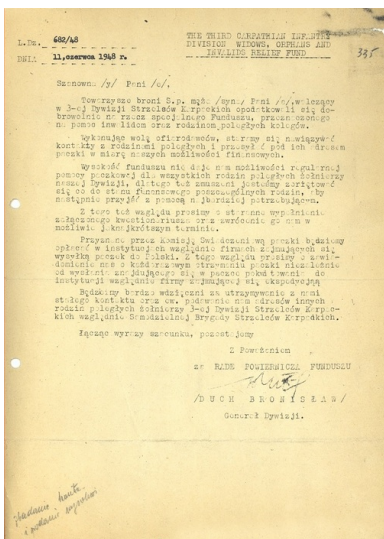 THE THIRD CARPATHIAN INFANTRY
DIVISION WIDOWS, ORPHANS AND
INVALIDS RELIEF FUND
L.Dz. 682/48
335
DNIA 11,czerwca 1948 r.
Szanowna /y/ Pani /e/,
Towarzysze broni S.p. męża /syna/ Pani /e/,walczący
w 3-ej Dywizji Strzelców Karpackich opodatkowali się do-
browolnie na rzecz specjalnego Funduszu, przeznaczonego
na pomoc inwalidom oraz rodzinom poległych kolegów.
Wykonując wolę ofiarodawców, staramy się nawiązywać
kontakty z rodzinami poległych i przesyłać pod ich adresem
paczki w miarę naszych możliwości finansowych.
Wysokość funduszu nie daje nam możliwości regularnej
pomocy paczkowej dla wszystkich rodzin poległych żołnierzy
naszej Dywizji, dlatego też zmuszeni jesteśmy zorientować
się co do stanu finansowego poszczególnych rodzin, aby
następnie przyjść z pomocą najbardziej potrzebującym.
Z tego też względu prosimy o staranne wypełnienie
załączonego kwestionariusza oraz zwrócenie go nam w
możliwie jaknajkrótszym terminie.
Przyznane przez Komisję Świadczeniową paczki będziemy
opłacać w instytucjach względnie firmach zajmujących się
wysyłką paczek do Polski. Z tego względu prosimy o zawia-
domienie nas o każdorazowym otrzymaniu paczki niezależnie
od wysłania znajdującego się w paczce pokwitowania do
instytucji względnie firmy zajmującej się ekspedycją
Będziemy bardzo wdzięczni za utrzymywanie z nami
stałego kontaktu oraz ew. podawanie nam adresów innych
rodzin poległych żołnierzy 3-ej Dywizji Strzelców Karpac-
kich względnie Samodzielnej Brygady Strzelców Karpackich.
Łącząc wyrazy szacunku, pozostajemy
Z Poważaniem
za RADĘ POWIERNICZĄ FUNDUSZU
/DUCH BRONISŁAW/
Generał Dywizji.